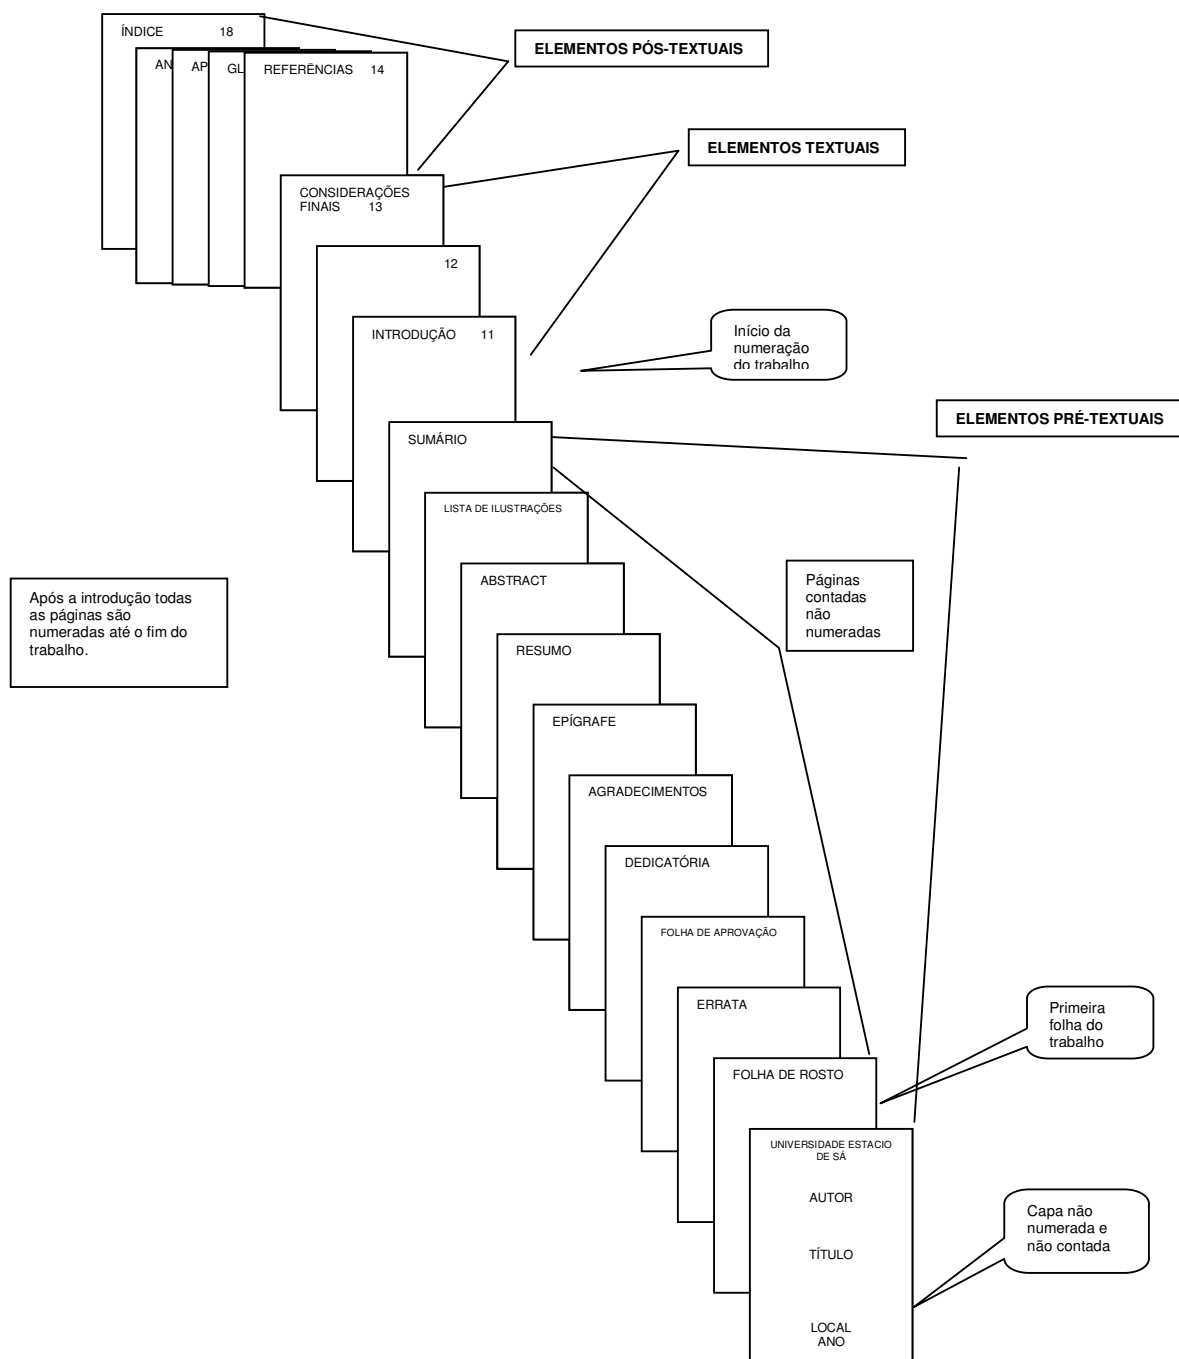 ÍNDICE 18
ELEMENTOS PÓS-TEXTUAIS
AN
AP
GL
REFERÊNCIAS 14
ELEMENTOS TEXTUAIS
CONSIDERAÇÕES
FINAIS 13
12
INTRODUÇÃO 11
Início da
numeração
do trabalho
ELEMENTOS PRÉ-TEXTUAIS
SUMÁRIO
LISTA DE ILUSTRAÇÕES
Após a introdução todas
as páginas são
numeradas até o fim do
trabalho.
ABSTRACT
Páginas
contadas
não
numeradas
RESUMO
EPÍGRAFE
AGRADECIMENTOS
DEDICATÓRIA
FOLHA DE APROVAÇÃO
ERRATA
Primeira
folha do
trabalho
FOLHA DE ROSTO
UNIVERSIDADE ESTACIO
DE SÁ
AUTOR
TÍTULO
LOCAL
ANO
Capa não
numerada e
não contada